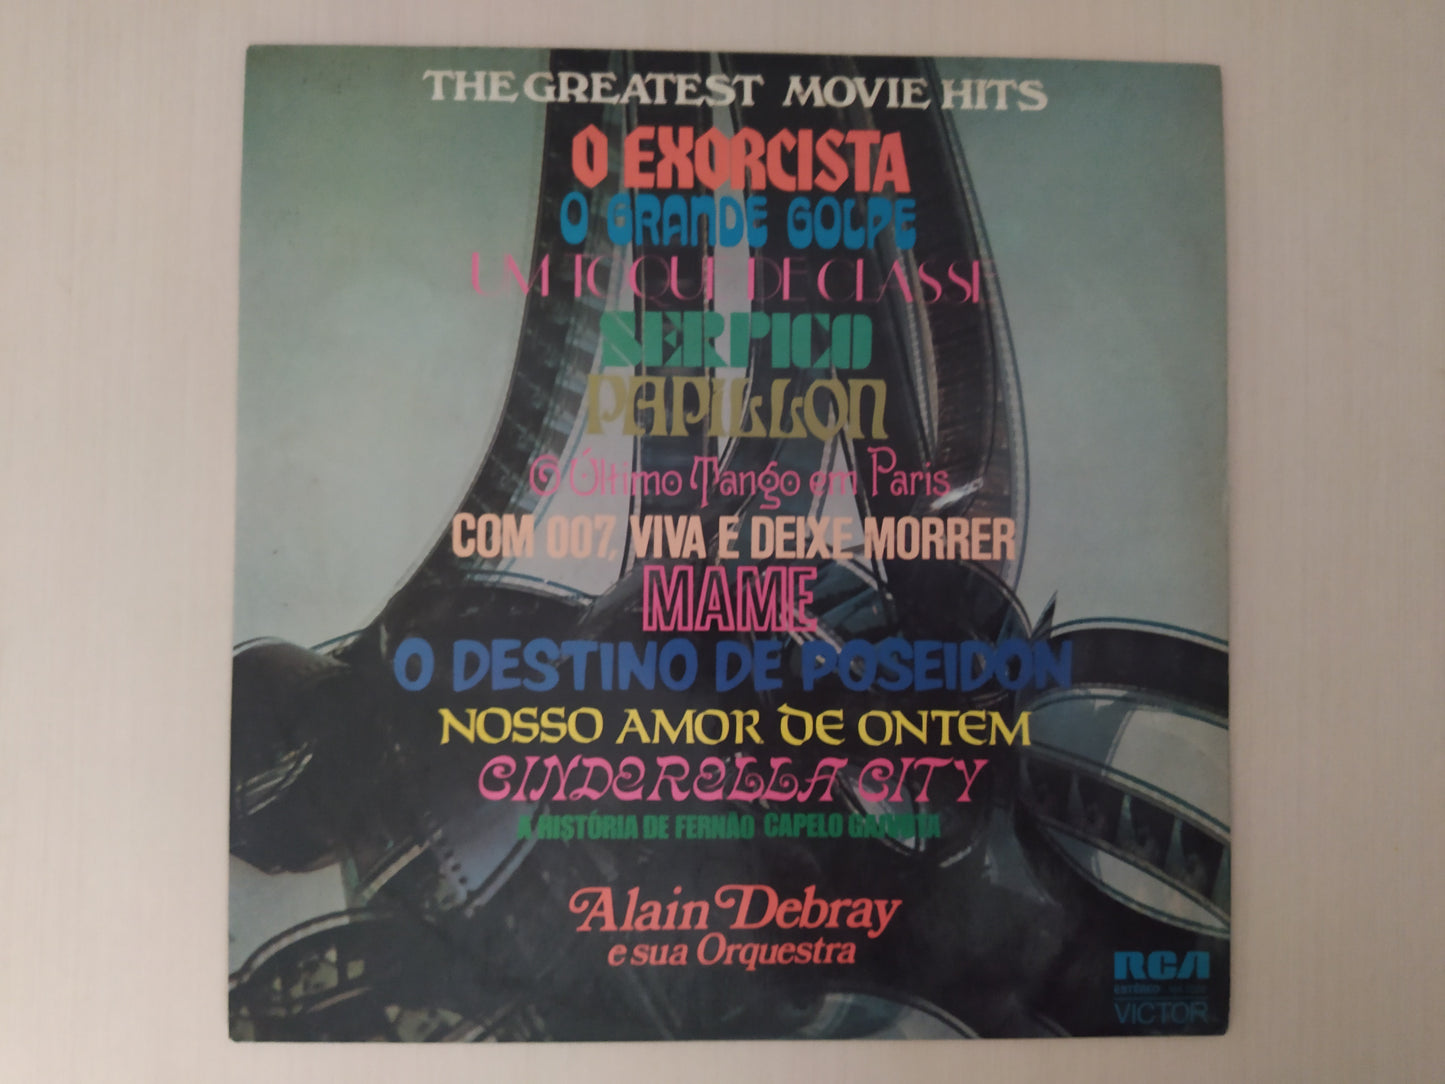 THE GREATEST MOVIE HITS
O EXORCISTA
O GRANDE GOLPE
UM TOQUE DE CLASSE
SERPICO
PAPILLON
O Último Tango em Paris
COM 007, VIVA E DEIXE MORRER
MAME
O DESTINO DE POSEIDON
NOSSO AMOR DE ONTEM
CINDERELLA CITY
A HISTÓRIA DE FERNÃO CAPELO GAIVOTA
Alain Debray
e sua Orquestra
RCA
ESTÉREO
VICTOR